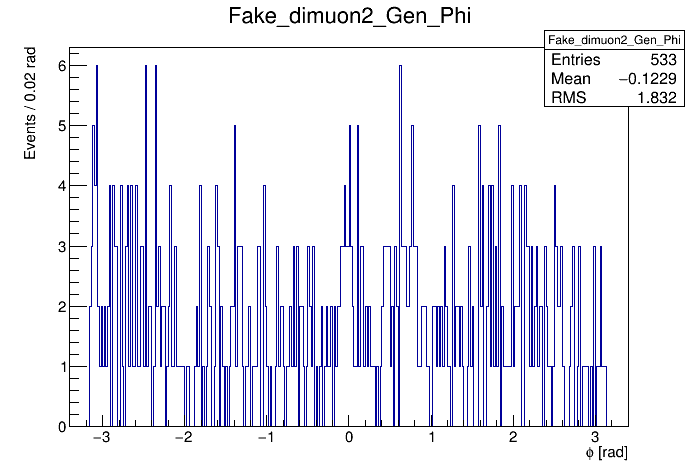 Fake_dimuon2_Gen_Phi
Fake_dimuon2_Gen_Phi
Entries 533
Mean −0.1229
RMS 1.832
Events / 0.02 rad
6
5
4
3
2
1
0
−3 −2 −1 0 1 2 3
ϕ [rad]